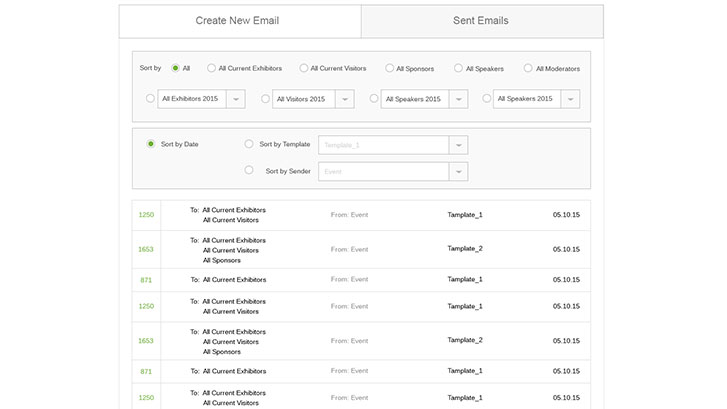 Create New Email Sent Emails
Sort by All All Current Exhibitors All Current Visitors All Sponsors All Speakers All Moderators
All Exhibitors 2015 All Visitors 2015 All Speakers 2015 All Speakers 2015
Sort by Date Sort by Template Template_1
Sort by Sender Event
1250 To: All Current Exhibitors From: Event Tamplate_1 05.10.15
All Current Visitors
1653 To: All Current Exhibitors From: Event Tamplate_2 05.10.15
All Current Visitors
All Sponsors
871 To: All Current Exhibitors From: Event Tamplate_1 05.10.15
1250 To: All Current Exhibitors From: Event Tamplate_1 05.10.15
All Current Visitors
1653 To: All Current Exhibitors From: Event Tamplate_2 05.10.15
All Current Visitors
All Sponsors
871 To: All Current Exhibitors From: Event Tamplate_1 05.10.15
1250 To: All Current Exhibitors From: Event Tamplate_1 05.10.15
All Current Visitors